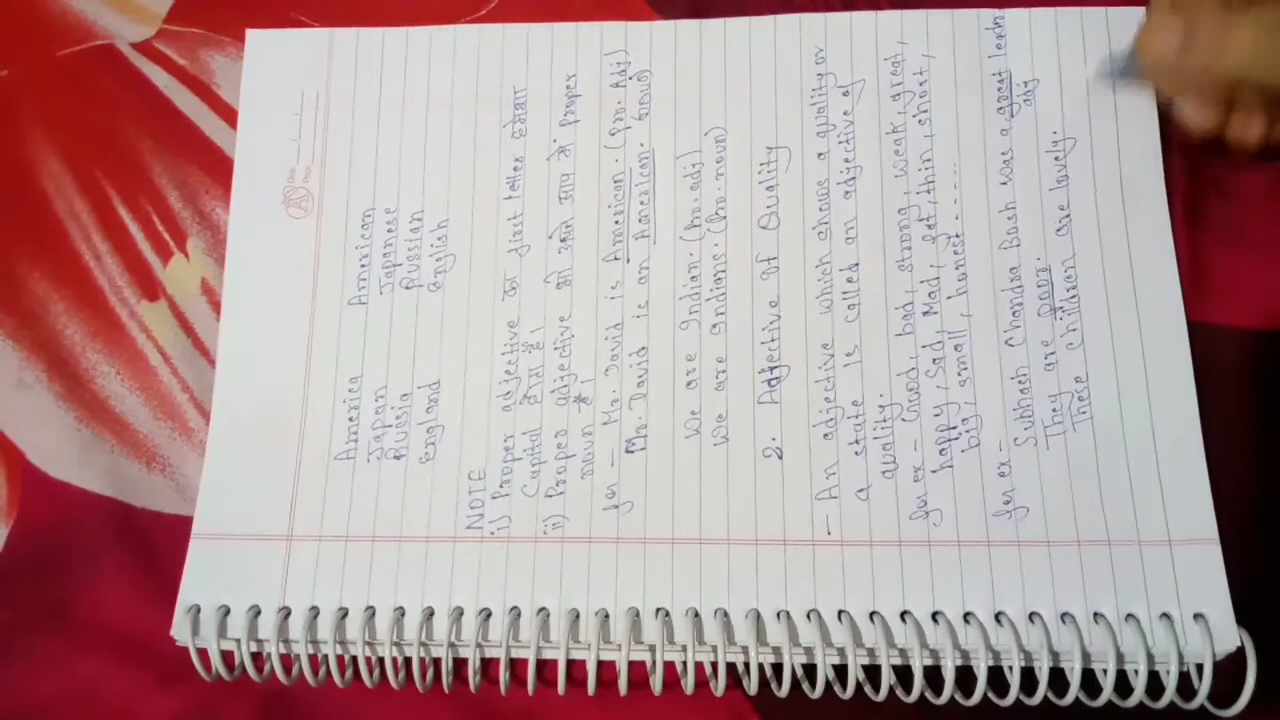 Date
Page
America American
Japan Japanese
Russia Russian
England English
NOTE
i) Proper adjective का first letter हमेशा
Capital होता है।
ii) Proper adjective भी अपने आप में proper
noun है।
for — Mr. David is American. (Pro. Adj)
Mr. David is an American. (noun)
We are Indian. (Pro. adj)
We are Indians. (Pro. noun)
2. Adjective of Quality
— An adjective which shows a quality or
a state is called an adjective of
quality.
for ex — Good, bad, strong, weak, great,
happy, sad, Mad, fat, thin, short,
big, small, honest - - - - -
for ex —
Subhash Chandra Bosh was a great leader
adj
They are poor.
These children are lovely.